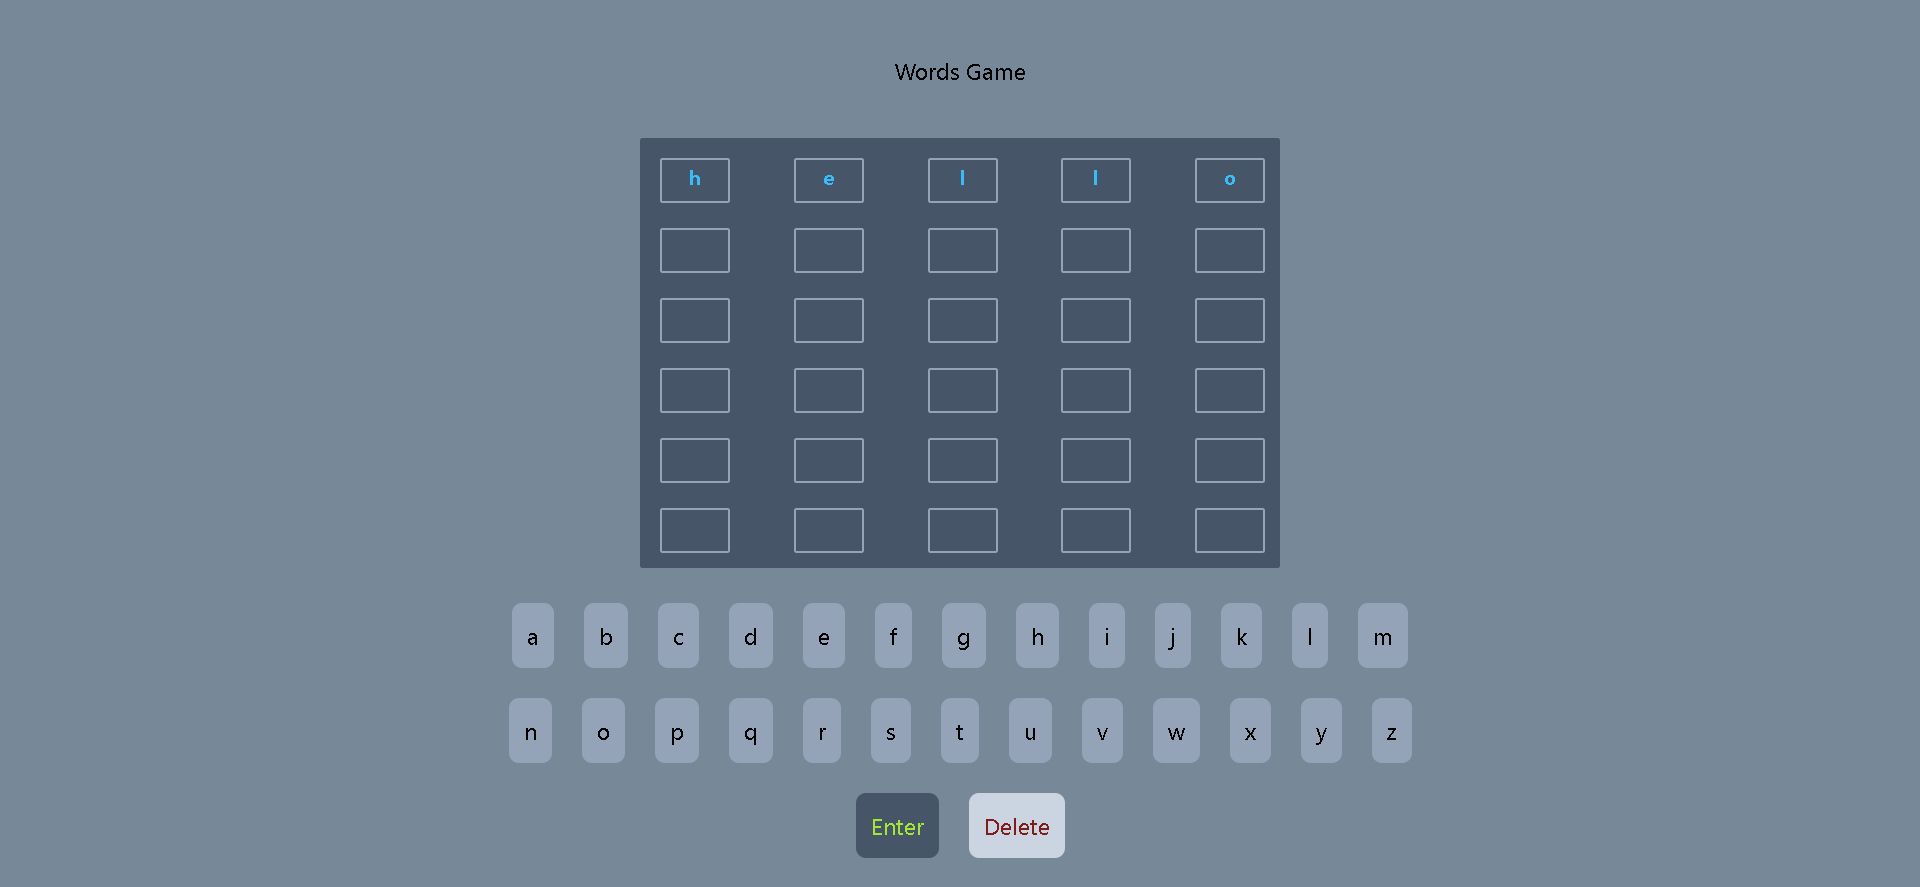 Words Game
h e l l o
a b c d e f g h i j k l m
n o p q r s t u v w x y z
Enter Delete